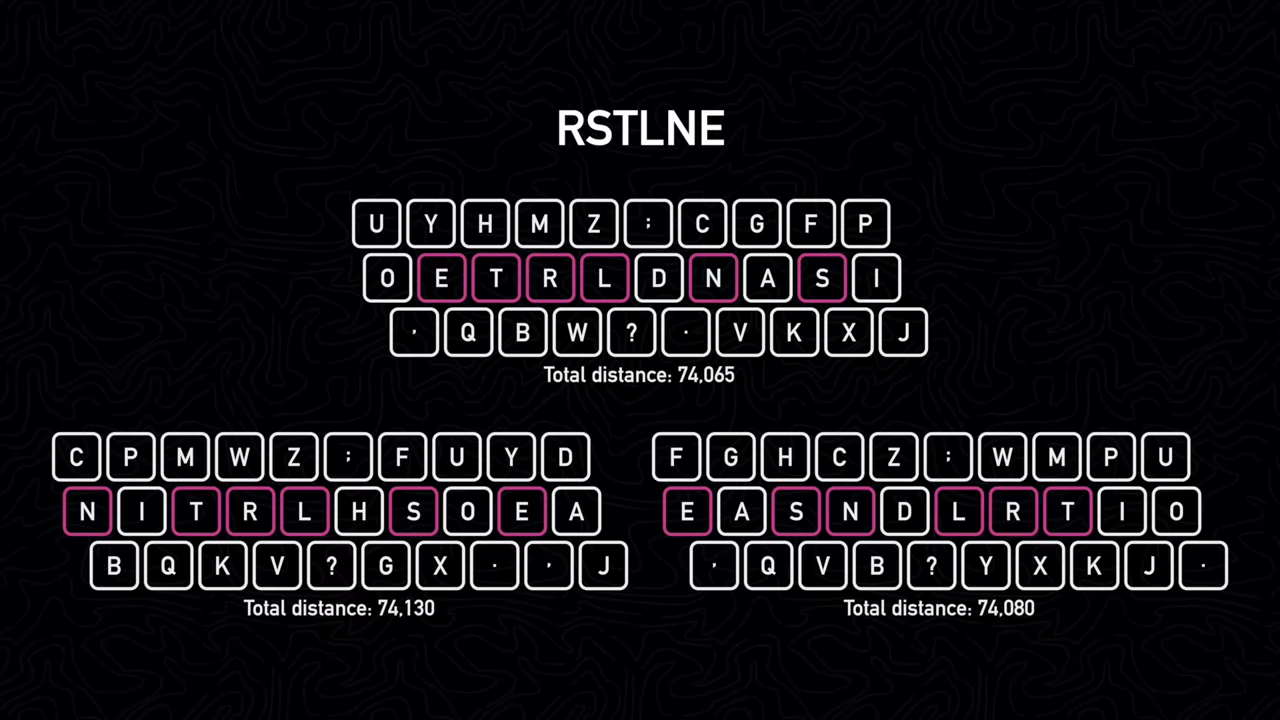 RSTLNE
U Y H M Z ; C G F P
O E T R L D N A S I
, Q B W ? . V K X J
Total distance: 74,065
C P M W Z ; F U Y D
N I T R L H S O E A
B Q K V ? G X . , J
Total distance: 74,130
F G H C Z ; W M P U
E A S N D L R T I O
, Q V B ? Y X K J .
Total distance: 74,080